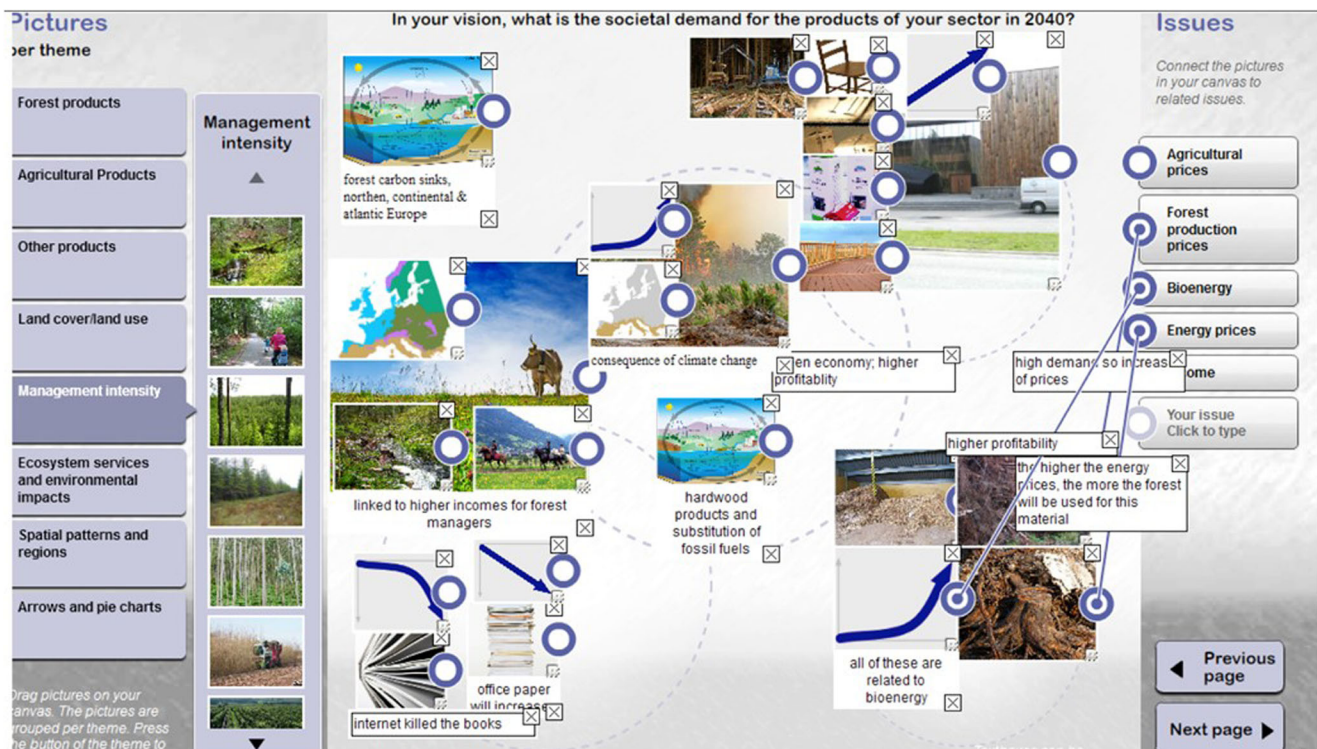 Pictures
per theme
Forest products
Agricultural Products
Other products
Land cover/land use
Management intensity
Ecosystem services
and environmental
impacts
Spatial patterns and
regions
Arrows and pie charts
Drag pictures on your
canvas. The pictures are
grouped per theme. Press
the button of the theme to
Management
intensity
In your vision, what is the societal demand for the products of your sector in 2040?
forest carbon sinks,
northen, continental &
atlantic Europe
consequence of climate change
en economy; higher
profitablity
high demand so increas
of prices
linked to higher incomes for forest
managers
hardwood
products and
substitution of
fossil fuels
higher profitability
the higher the energy
prices, the more the forest
will be used for this
material
office paper
will increase
internet killed the books
all of these are
related to
bioenergy
Issues
Connect the pictures
in your canvas to
related issues.
Agricultural
prices
Forest
production
prices
Bioenergy
Energy prices
ome
Your issue
Click to type
Previous
page
Next page